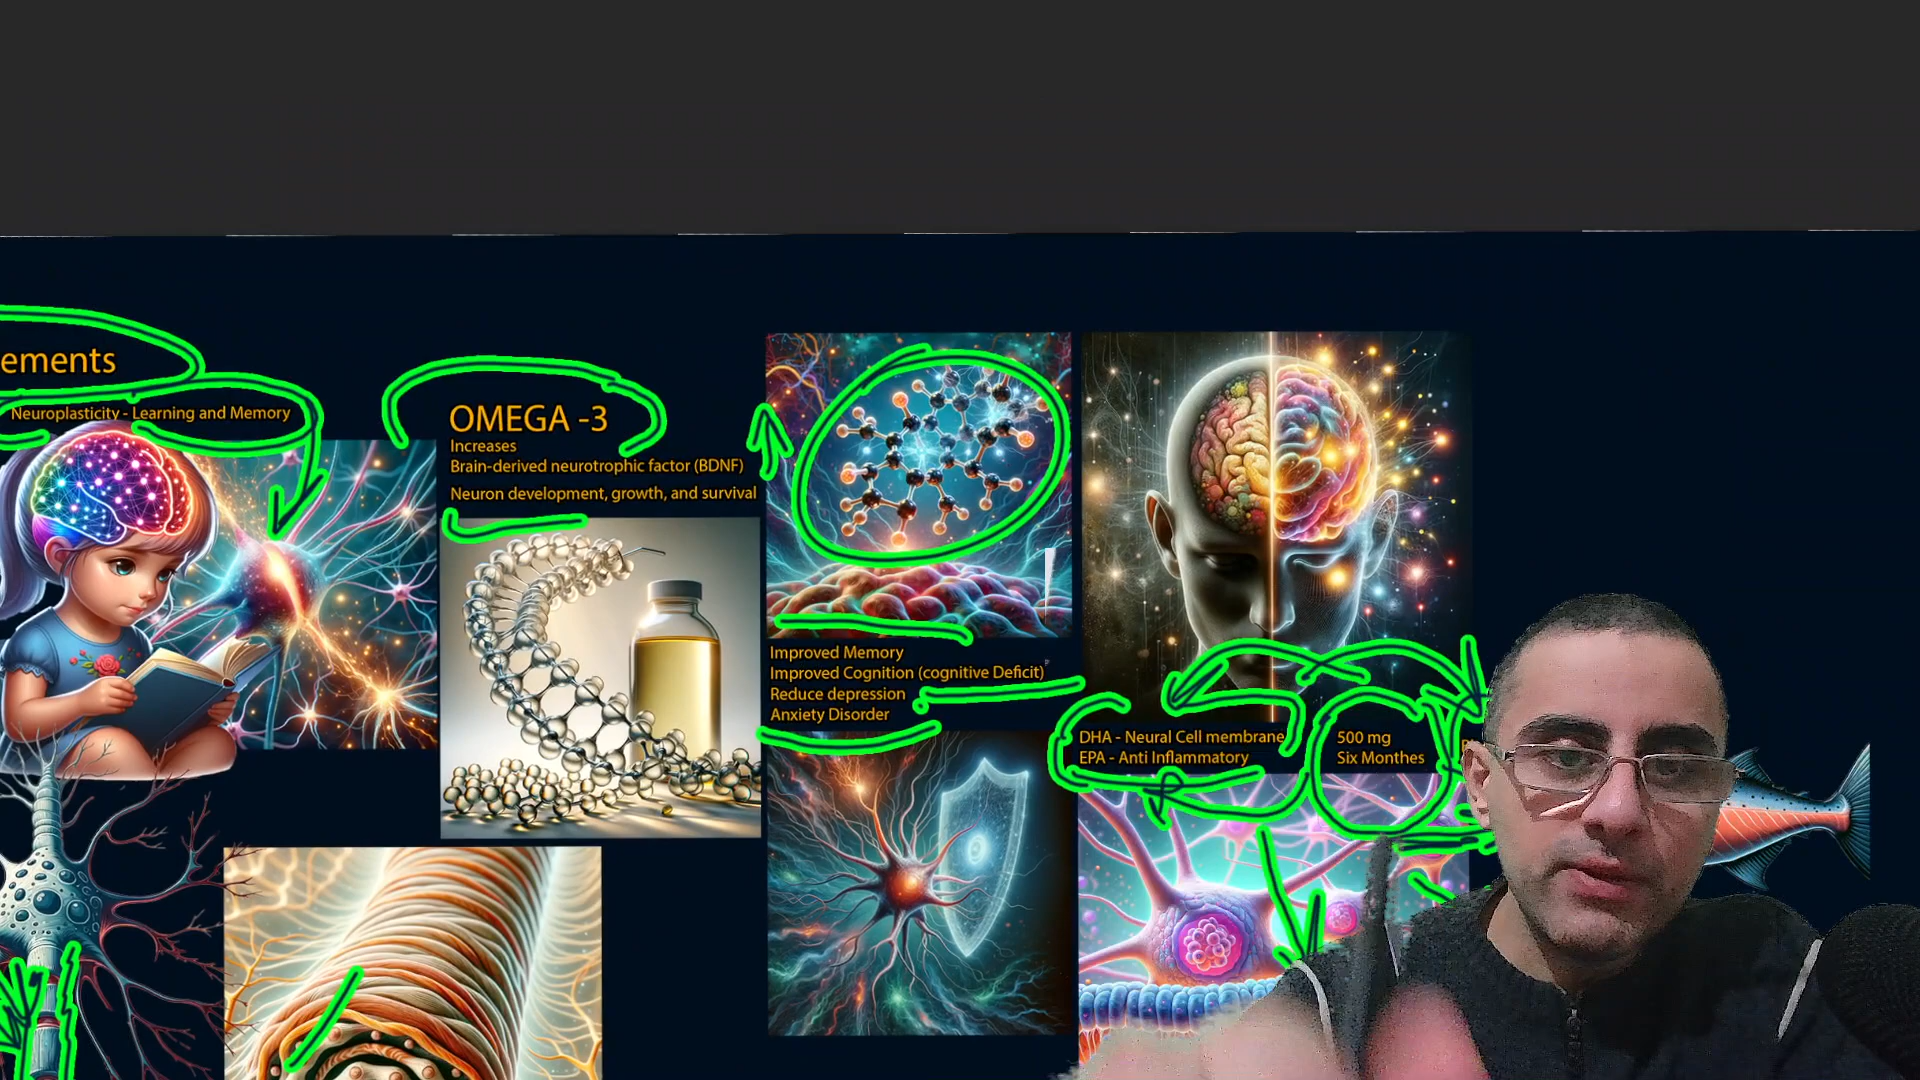 ements
Neuroplasticity - Learning and Memory
OMEGA -3
Increases
Brain-derived neurotrophic factor (BDNF)
Neuron development, growth, and survival
Improved Memory
Improved Cognition (cognitive Deficit)
Reduce depression
Anxiety Disorder
DHA - Neural Cell membrane
EPA - Anti Inflammatory
500 mg
Six Monthes